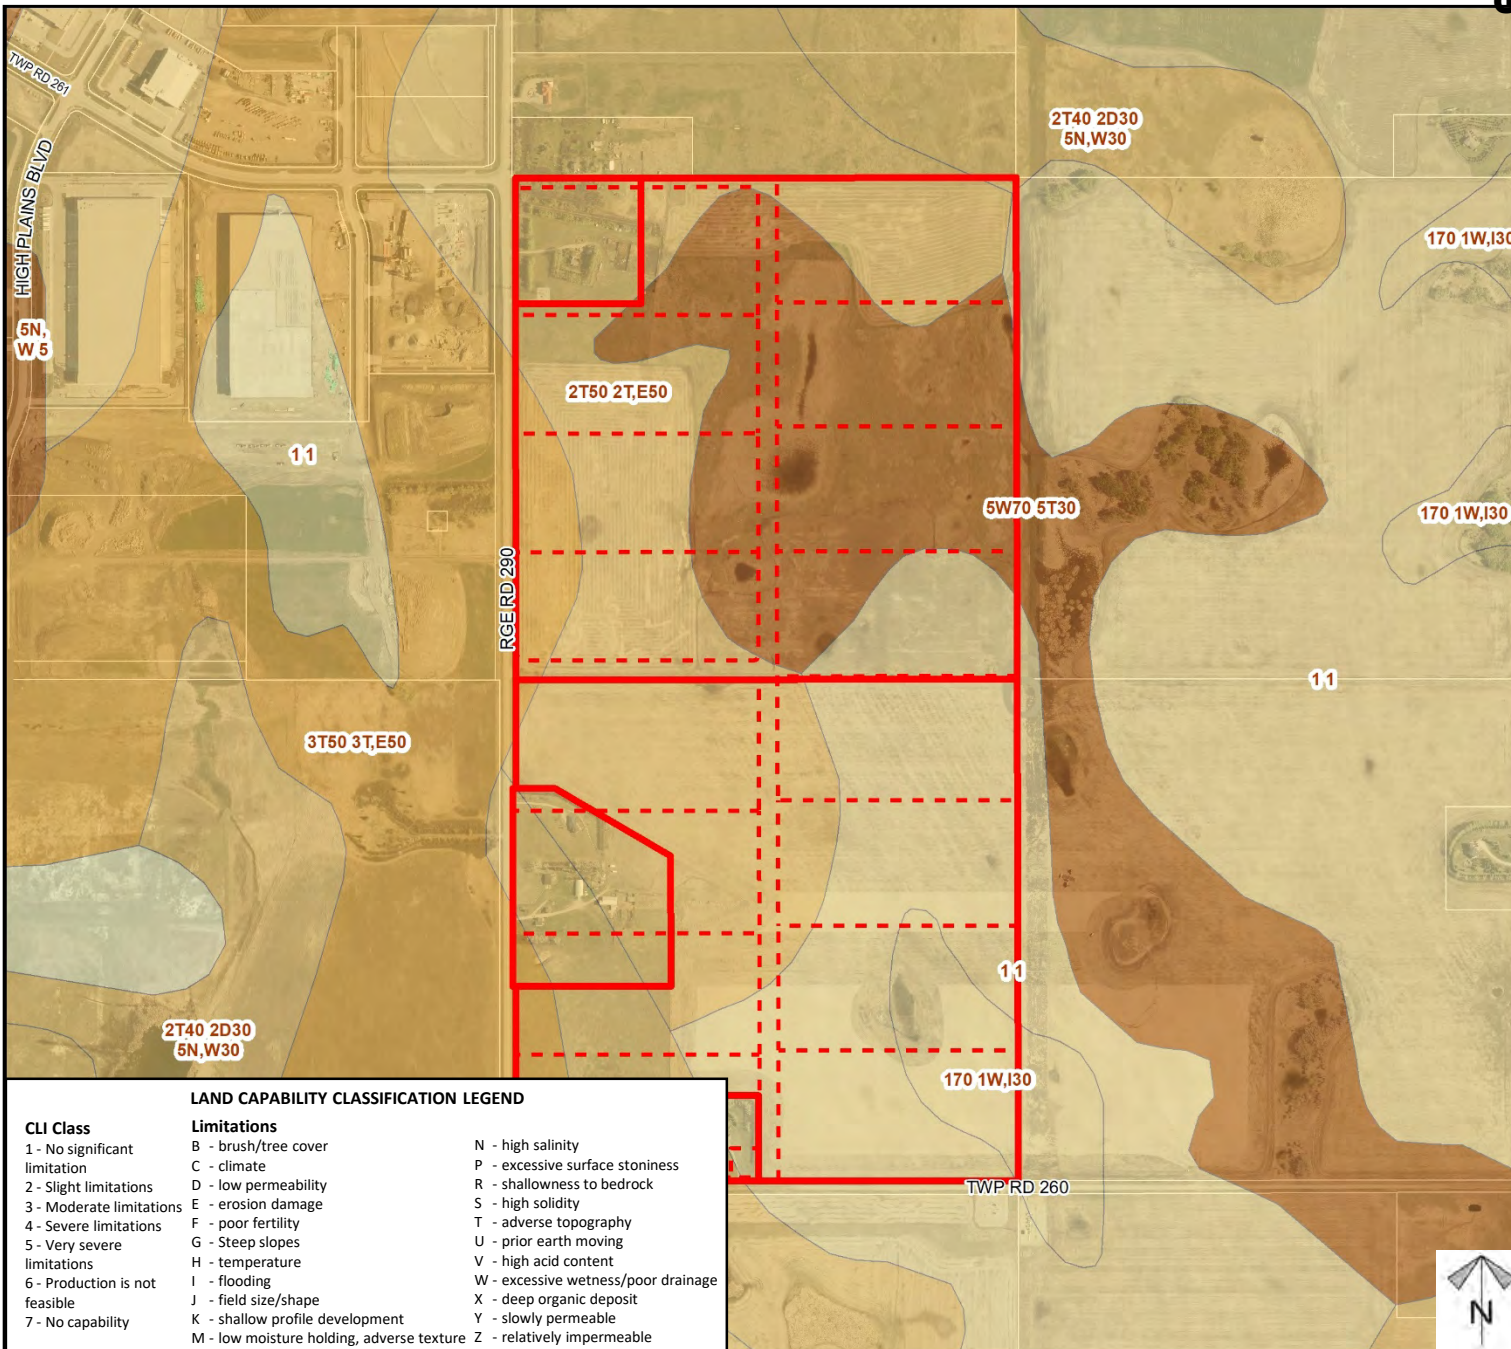 TWP RD 261
HIGH PLAINS BLVD
2T40 2D30
5N,W30
170 1W,I30
5N,
W 5
2T50 2T,E50
1 1
5W70 5T30
170 1W,I30
RGE RD 290
1 1
3T50 3T,E50
1 1
2T40 2D30
5N,W30
170 1W,I30
TWP RD 260
LAND CAPABILITY CLASSIFICATION LEGEND
CLI Class
1 - No significant
limitation
2 - Slight limitations
3 - Moderate limitations
4 - Severe limitations
5 - Very severe
limitations
6 - Production is not
feasible
7 - No capability
Limitations
B - brush/tree cover
C - climate
D - low permeability
E - erosion damage
F - poor fertility
G - Steep slopes
H - temperature
I - flooding
J - field size/shape
K - shallow profile development
M - low moisture holding, adverse texture
N - high salinity
P - excessive surface stoniness
R - shallowness to bedrock
S - high solidity
T - adverse topography
U - prior earth moving
V - high acid content
W - excessive wetness/poor drainage
X - deep organic deposit
Y - slowly permeable
Z - relatively impermeable
N